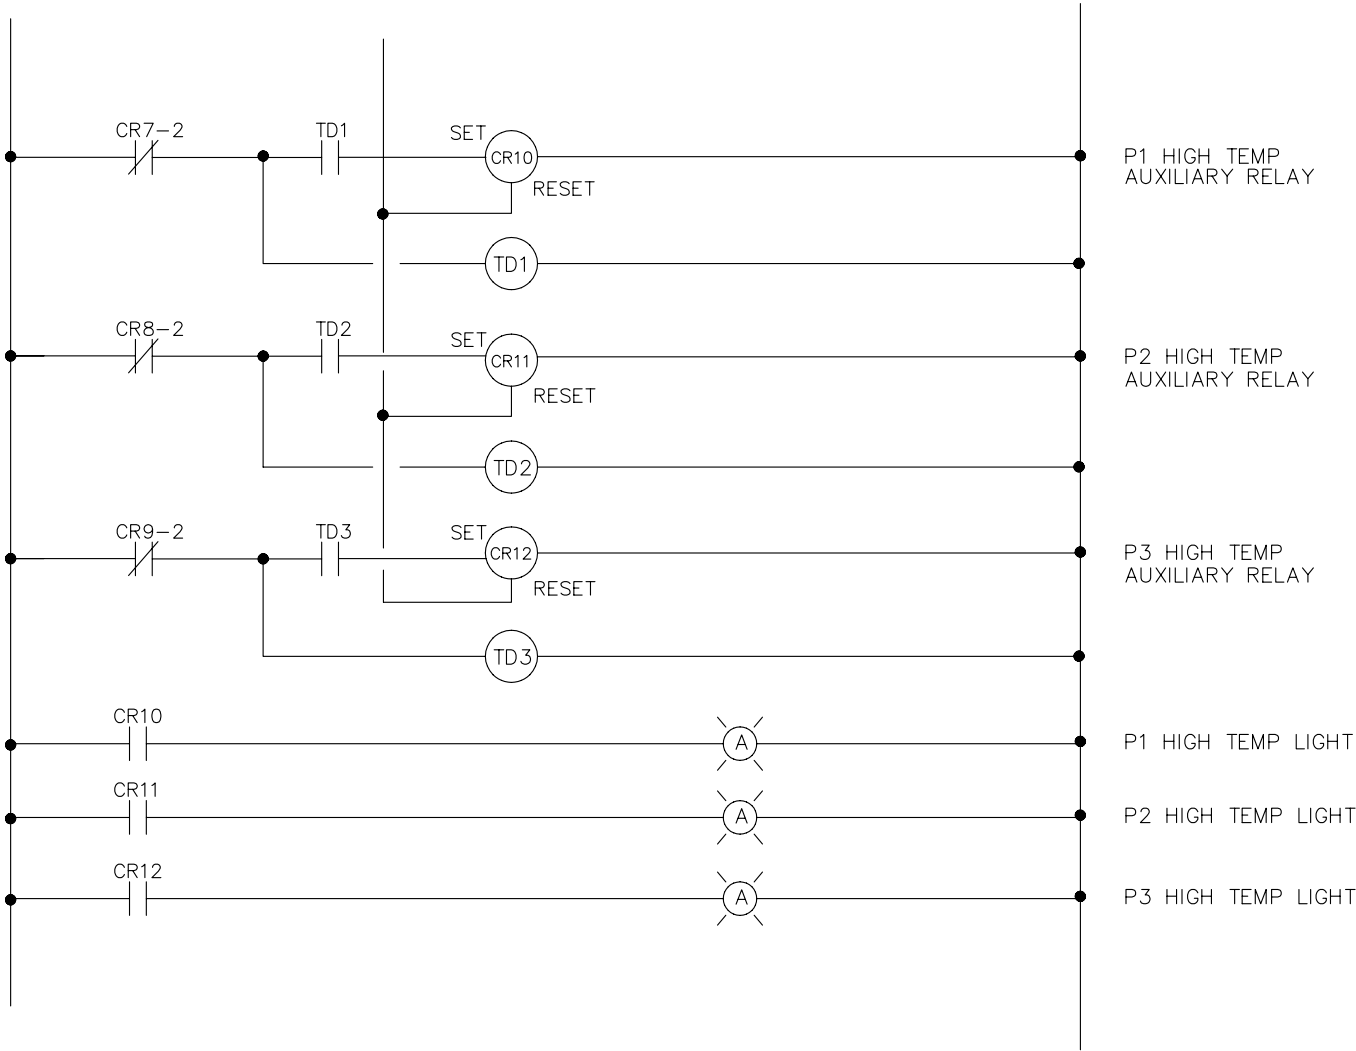 CR7-2
TD1
SET
CR10
RESET
P1 HIGH TEMP
AUXILIARY RELAY
TD1
CR8-2
TD2
SET
CR11
RESET
P2 HIGH TEMP
AUXILIARY RELAY
TD2
CR9-2
TD3
SET
CR12
RESET
P3 HIGH TEMP
AUXILIARY RELAY
TD3
CR10
A
P1 HIGH TEMP LIGHT
CR11
A
P2 HIGH TEMP LIGHT
CR12
A
P3 HIGH TEMP LIGHT